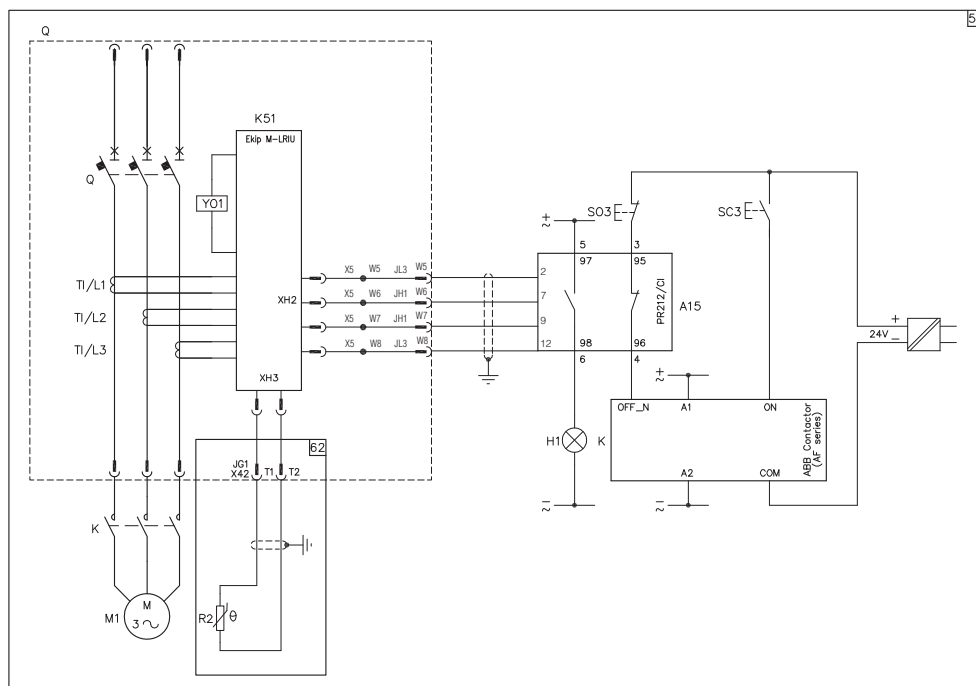 5
Q
K51
Ekip M-LRIU
Q
YO1
SO3
SC3
+
~
5
3
97
95
X5 W5 JL3 W5
2
TI/L1
X5 W6 JH1 W6
7
XH2
PR212/CI
A15
TI/L2
X5 W7 JH1 W7
9
+
24V
–
TI/L3
X5 W8 JL3 W8
12
98
96
6
4
XH3
+
~
OFF_N
A1
ON
H1
K
ABB Contactor
(AF series)
62
JG1
X42
T1
T2
A2
COM
–
~
–
~
K
M1
M
3 ~
R2
θ